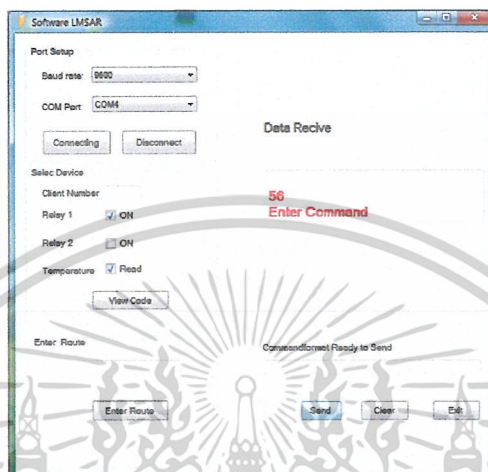 Software LMSAR
Port Setup
Baud rate: 9600
COM Port: COM4
Connecting Disconnect
Data Recive
Selec Device
Client Number
Relay 1 ON
56
Enter Command
Relay 2 ON
Temperature Read
View Code
Enter Route
Commandformet Ready to Send
Enter Route Send Clear Exit